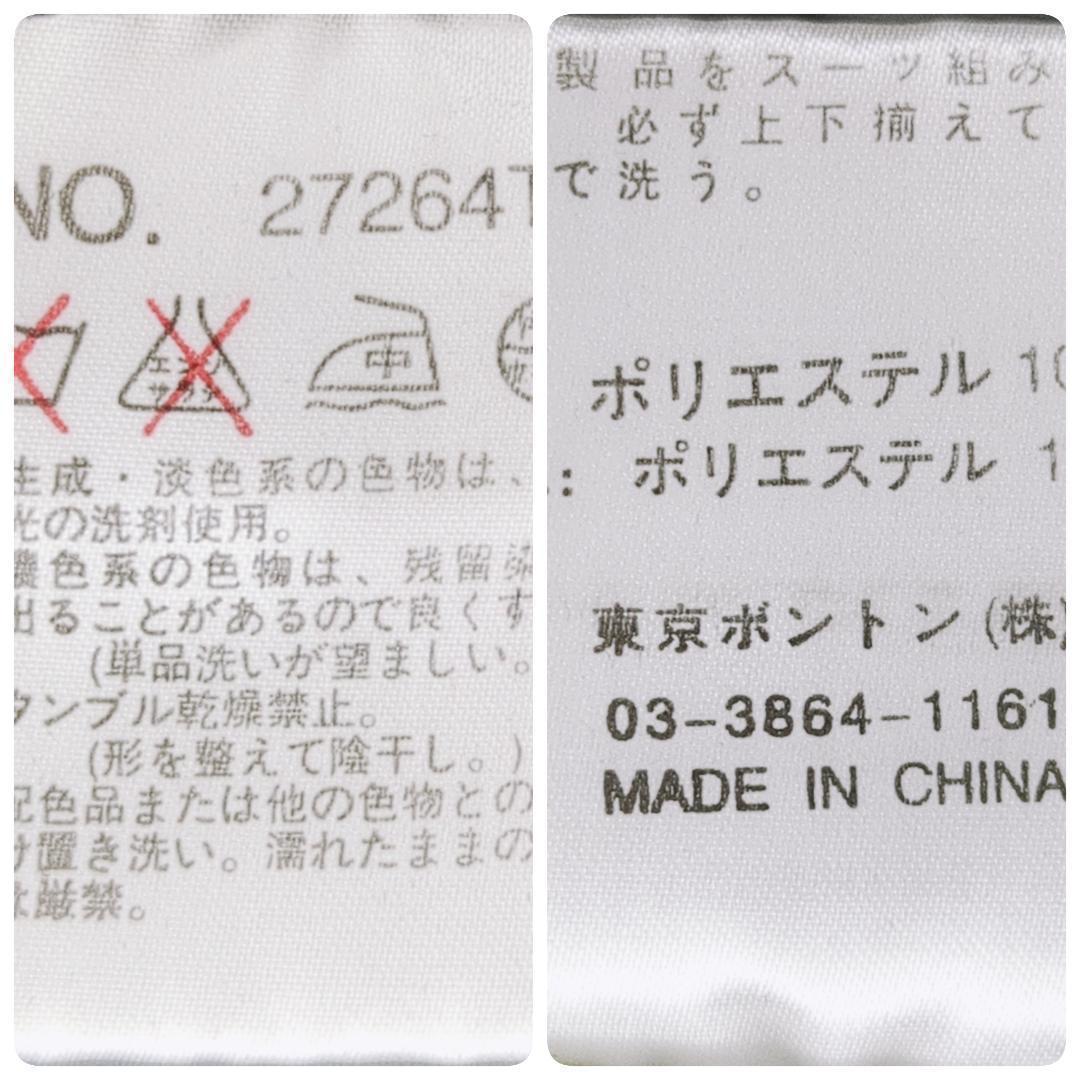 NO. 27264T
エンソ
サラシ
中
生成・淡色系の色物は、
光の洗剤使用。
濃色系の色物は、残留染
出ることがあるので良くす
(単品洗いが望ましい。
タンブル乾燥禁止。
(形を整えて陰干し。)
配色品または他の色物との
け置き洗い。濡れたままの
は厳禁。
製品をスーツ組み
必ず上下揃えて
で洗う。
ポリエステル 10
: ポリエステル 1
東京ボントン(株)
03-3864-1161
MADE IN CHINA